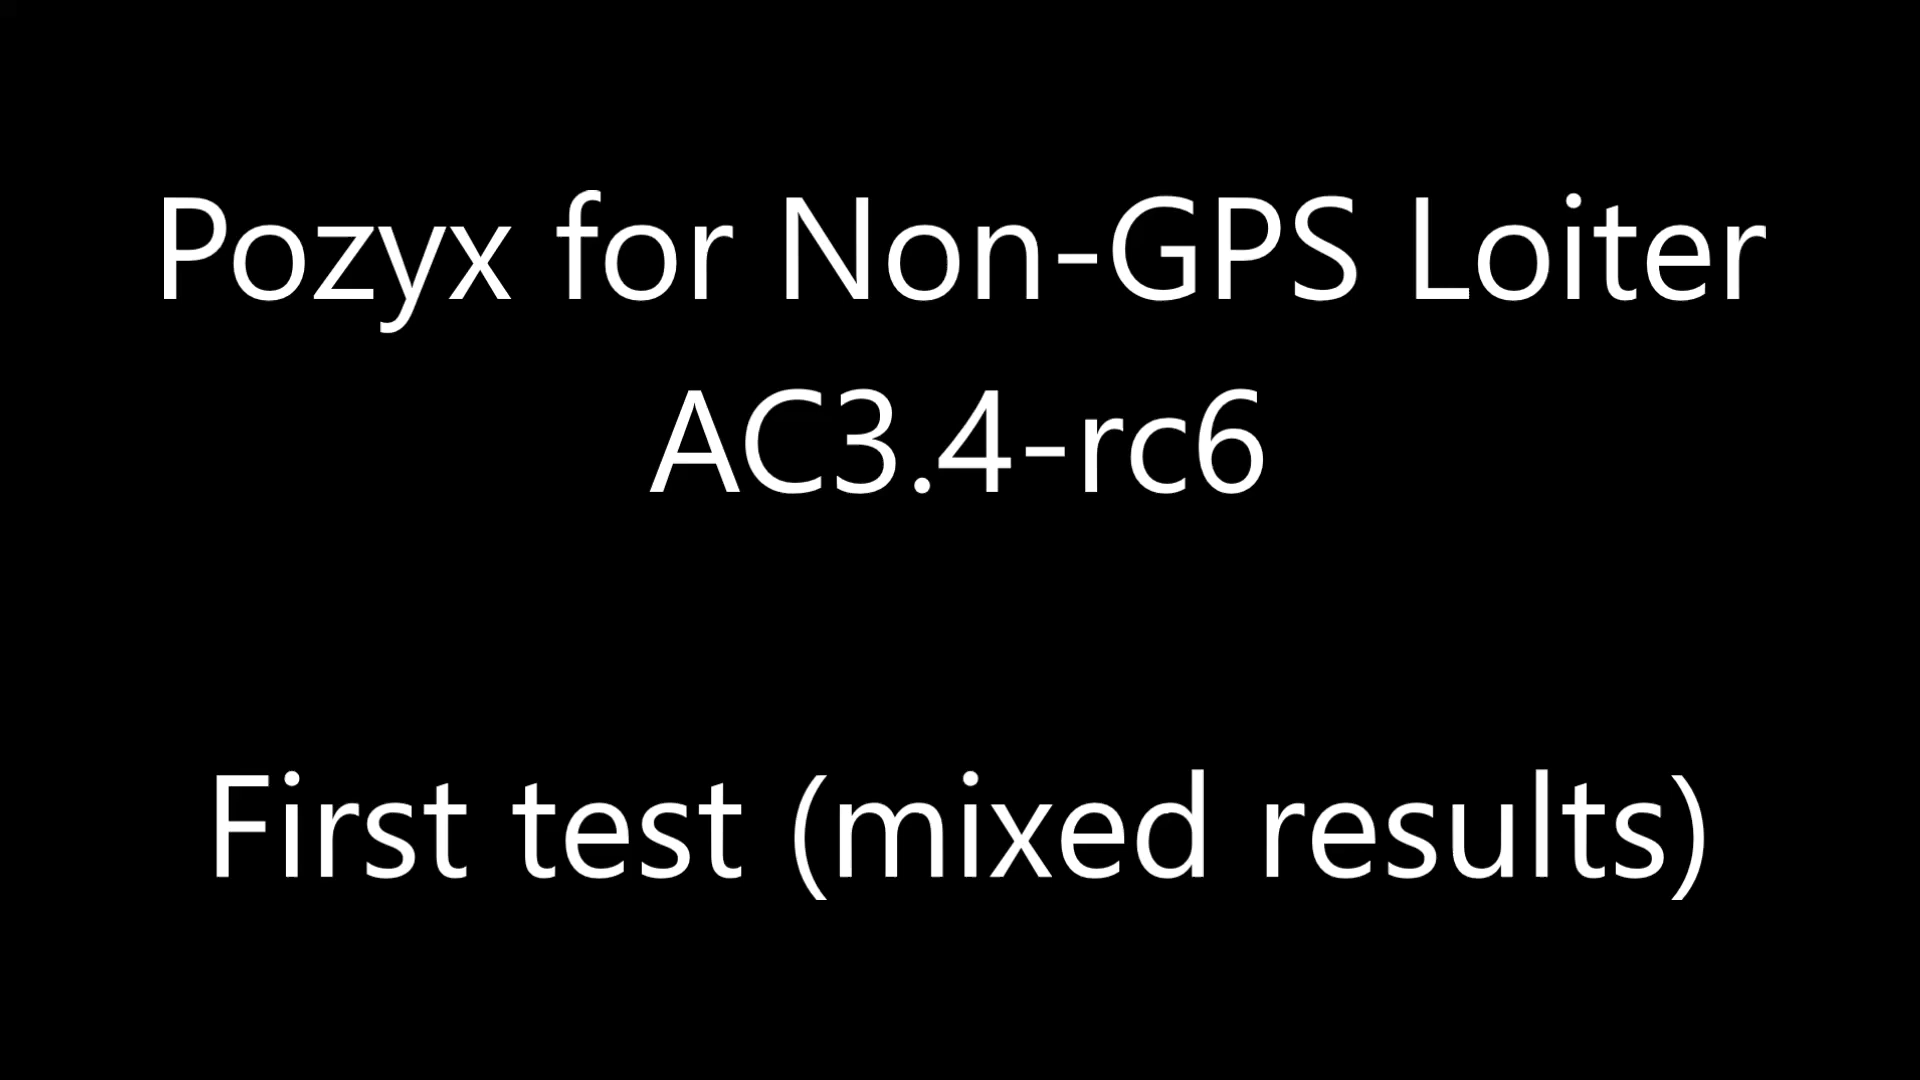 Pozyx for Non-GPS Loiter
AC3.4-rc6
First test (mixed results)